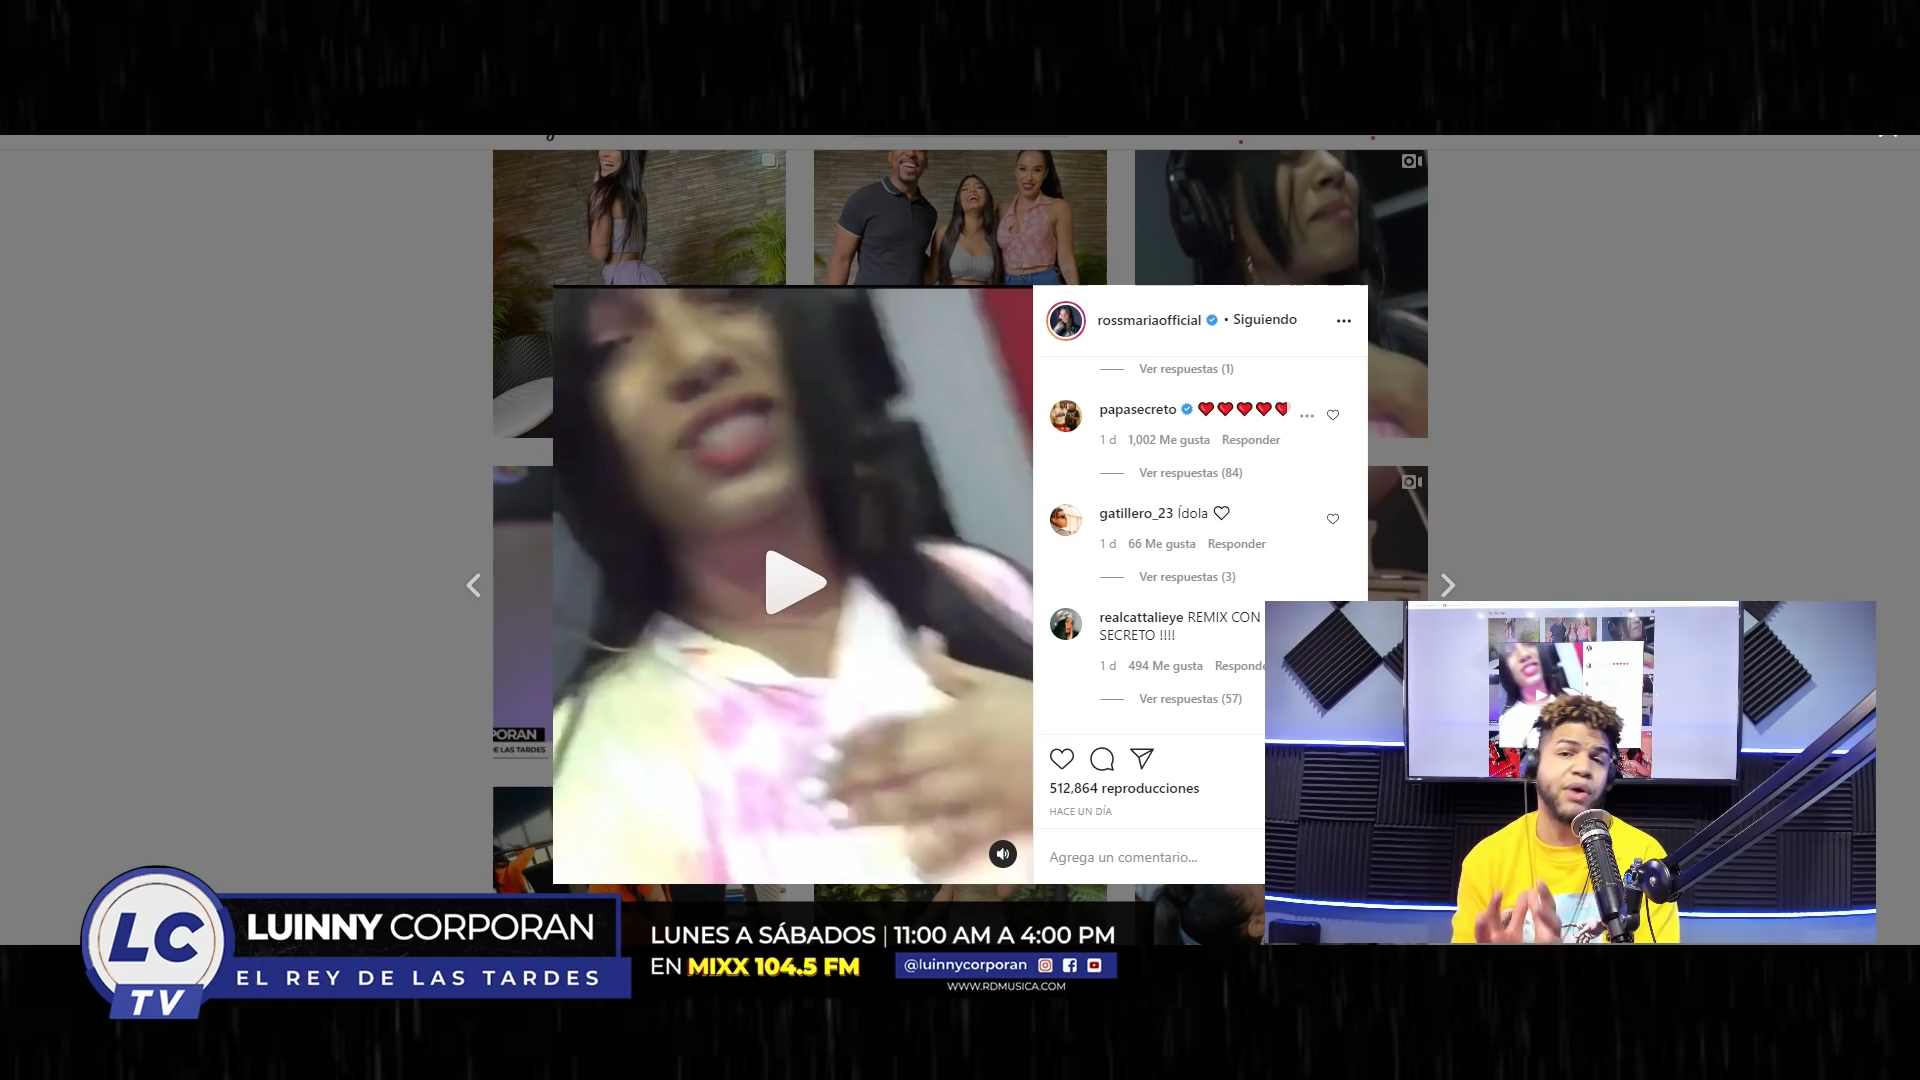 rossmariaofficial • Siguiendo
Ver respuestas (1)
papasecreto
1 d 1,002 Me gusta Responder
Ver respuestas (84)
gatillero_23 Ídola
1 d 66 Me gusta Responder
Ver respuestas (3)
realcattalieye REMIX CON
SECRETO !!!!
1 d 494 Me gusta Responde
Ver respuestas (57)
512,864 reproducciones
HACE UN DÍA
Agrega un comentario...
PORAN
E LAS TARDES
LC
TV
LUINNY CORPORAN
EL REY DE LAS TARDES
LUNES A SÁBADOS | 11:00 AM A 4:00 PM
EN MIXX 104.5 FM
@luinnycorporan
WWW.RDMUSICA.COM